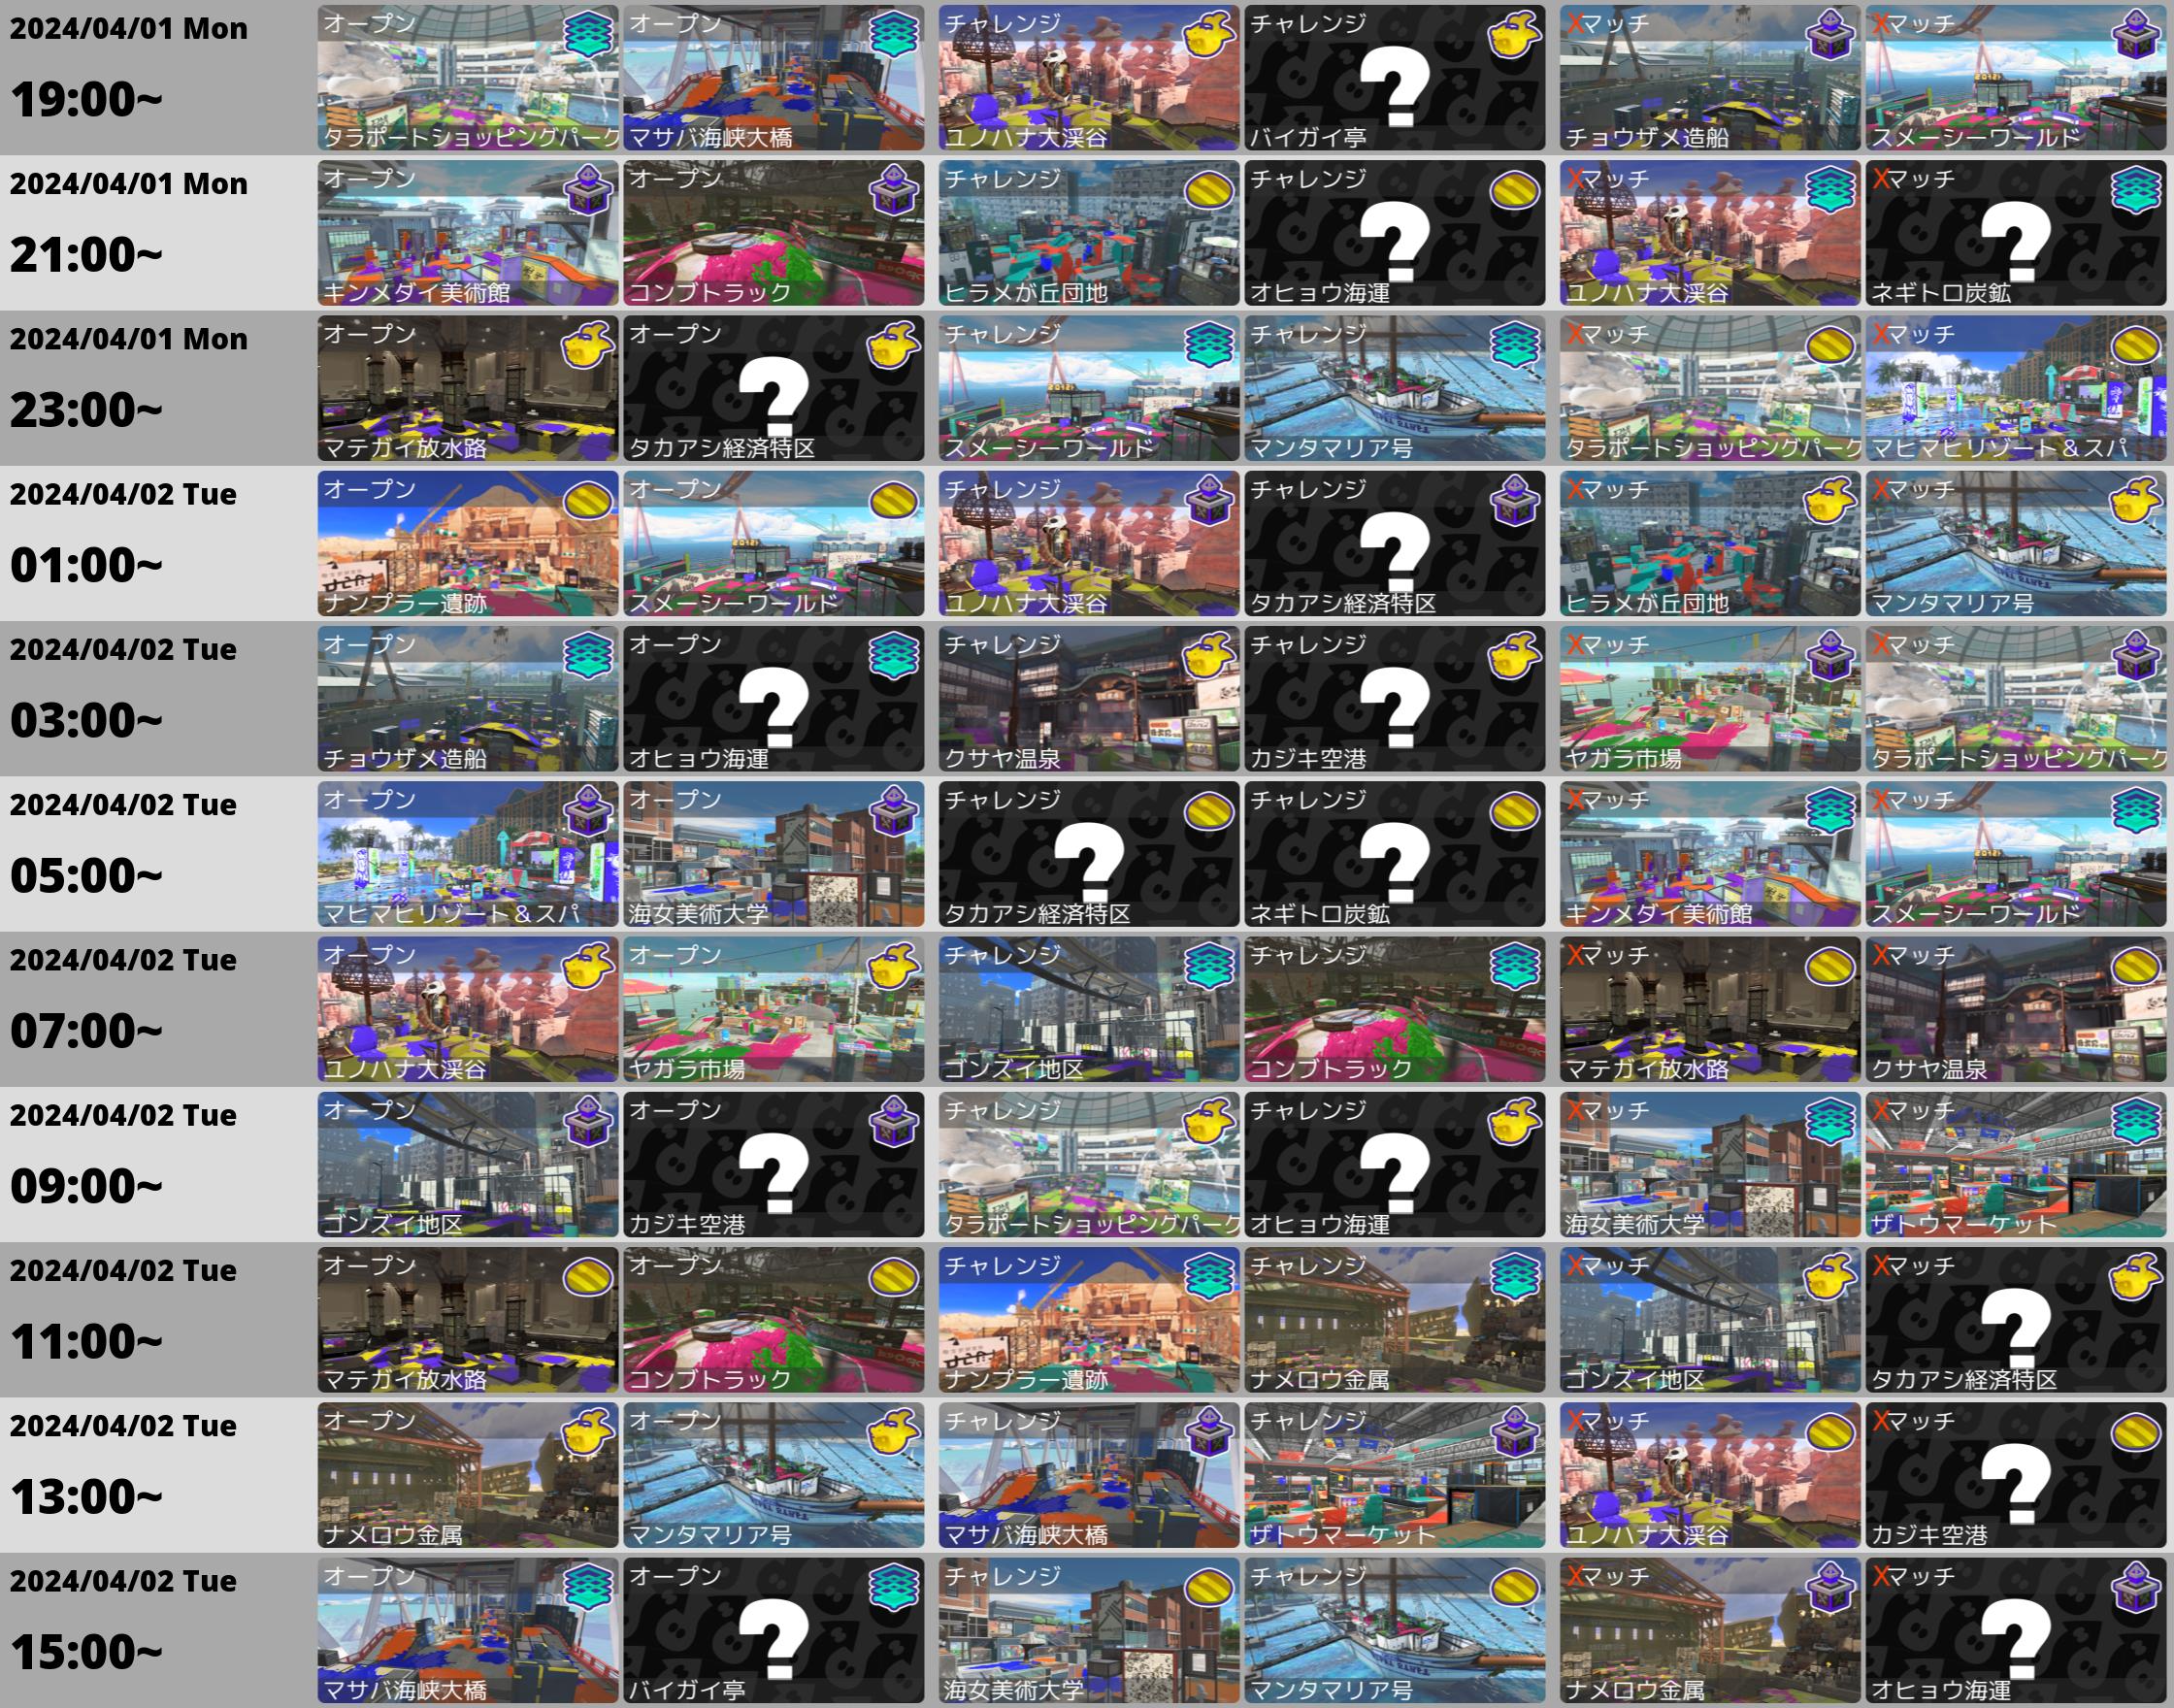 2024/04/01 Mon
19:00~
オープン オープン チャレンジ チャレンジ Xマッチ Xマッチ
タラポートショッピングパーク マサバ海峡大橋 ユノハナ大渓谷 バイガイ亭 チョウザメ造船 スメーシーワールド
2024/04/01 Mon
21:00~
オープン オープン チャレンジ チャレンジ Xマッチ Xマッチ
キンメダイ美術館 コンブトラック ヒラメが丘団地 オヒョウ海運 ユノハナ大渓谷 ネギトロ炭鉱
2024/04/01 Mon
23:00~
オープン オープン チャレンジ チャレンジ Xマッチ Xマッチ
マテガイ放水路 タカアシ経済特区 スメーシーワールド マンタマリア号 タラポートショッピングパーク マヒマヒリゾート&スパ
2024/04/02 Tue
01:00~
オープン オープン チャレンジ チャレンジ Xマッチ Xマッチ
ナンプラー遺跡 スメーシーワールド ユノハナ大渓谷 タカアシ経済特区 ヒラメが丘団地 マンタマリア号
2024/04/02 Tue
03:00~
オープン オープン チャレンジ チャレンジ Xマッチ Xマッチ
チョウザメ造船 オヒョウ海運 クサヤ温泉 カジキ空港 ヤガラ市場 タラポートショッピングパーク
2024/04/02 Tue
05:00~
オープン オープン チャレンジ チャレンジ Xマッチ Xマッチ
マヒマヒリゾート&スパ 海女美術大学 タカアシ経済特区 ネギトロ炭鉱 キンメダイ美術館 スメーシーワールド
2024/04/02 Tue
07:00~
オープン オープン チャレンジ チャレンジ Xマッチ Xマッチ
ユノハナ大渓谷 ヤガラ市場 ゴンズイ地区 コンブトラック マテガイ放水路 クサヤ温泉
2024/04/02 Tue
09:00~
オープン オープン チャレンジ チャレンジ Xマッチ Xマッチ
ゴンズイ地区 カジキ空港 タラポートショッピングパーク オヒョウ海運 海女美術大学 ザトウマーケット
2024/04/02 Tue
11:00~
オープン オープン チャレンジ チャレンジ Xマッチ Xマッチ
マテガイ放水路 コンブトラック ナンプラー遺跡 ナメロウ金属 ゴンズイ地区 タカアシ経済特区
2024/04/02 Tue
13:00~
オープン オープン チャレンジ チャレンジ Xマッチ Xマッチ
ナメロウ金属 マンタマリア号 マサバ海峡大橋 ザトウマーケット ユノハナ大渓谷 カジキ空港
2024/04/02 Tue
15:00~
オープン オープン チャレンジ チャレンジ Xマッチ Xマッチ
マサバ海峡大橋 バイガイ亭 海女美術大学 マンタマリア号 ナメロウ金属 オヒョウ海運